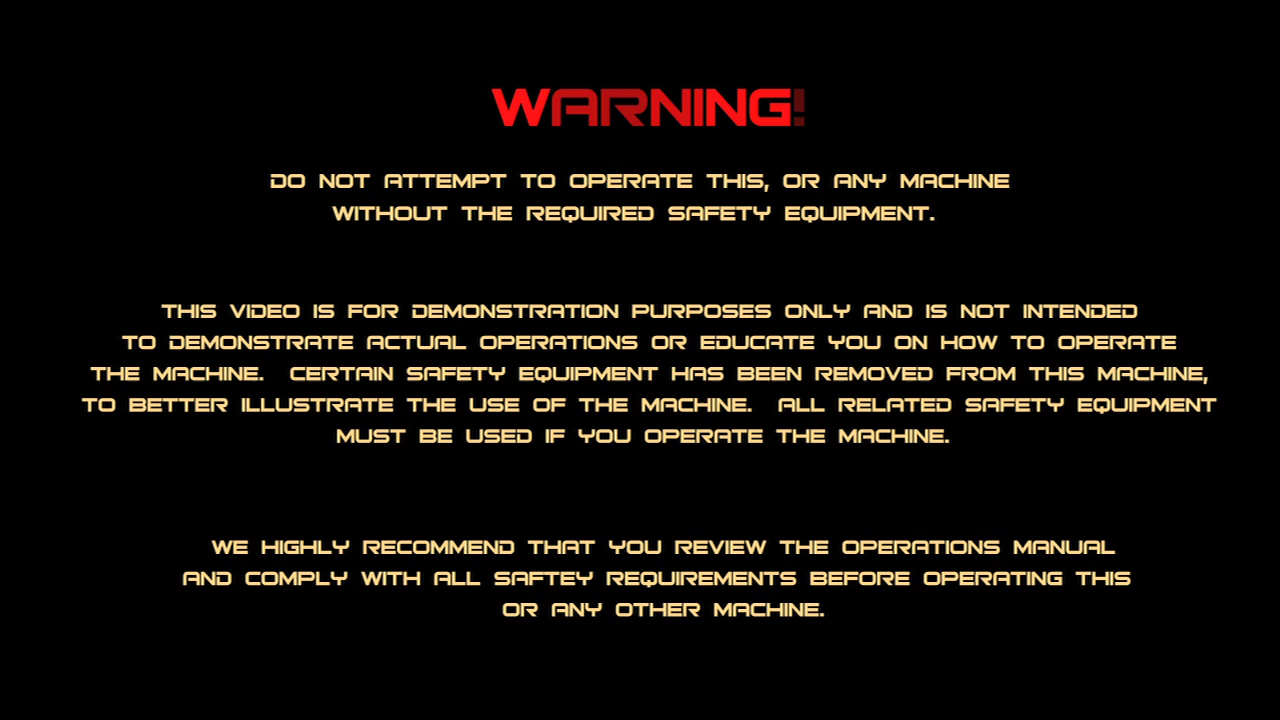 WARNING!
DO NOT ATTEMPT TO OPERATE THIS, OR ANY MACHINE
WITHOUT THE REQUIRED SAFETY EQUIPMENT.
THIS VIDEO IS FOR DEMONSTRATION PURPOSES ONLY AND IS NOT INTENDED
TO DEMONSTRATE ACTUAL OPERATIONS OR EDUCATE YOU ON HOW TO OPERATE
THE MACHINE. CERTAIN SAFETY EQUIPMENT HAS BEEN REMOVED FROM THIS MACHINE,
TO BETTER ILLUSTRATE THE USE OF THE MACHINE. ALL RELATED SAFETY EQUIPMENT
MUST BE USED IF YOU OPERATE THE MACHINE.
WE HIGHLY RECOMMEND THAT YOU REVIEW THE OPERATIONS MANUAL
AND COMPLY WITH ALL SAFTEY REQUIREMENTS BEFORE OPERATING THIS
OR ANY OTHER MACHINE.